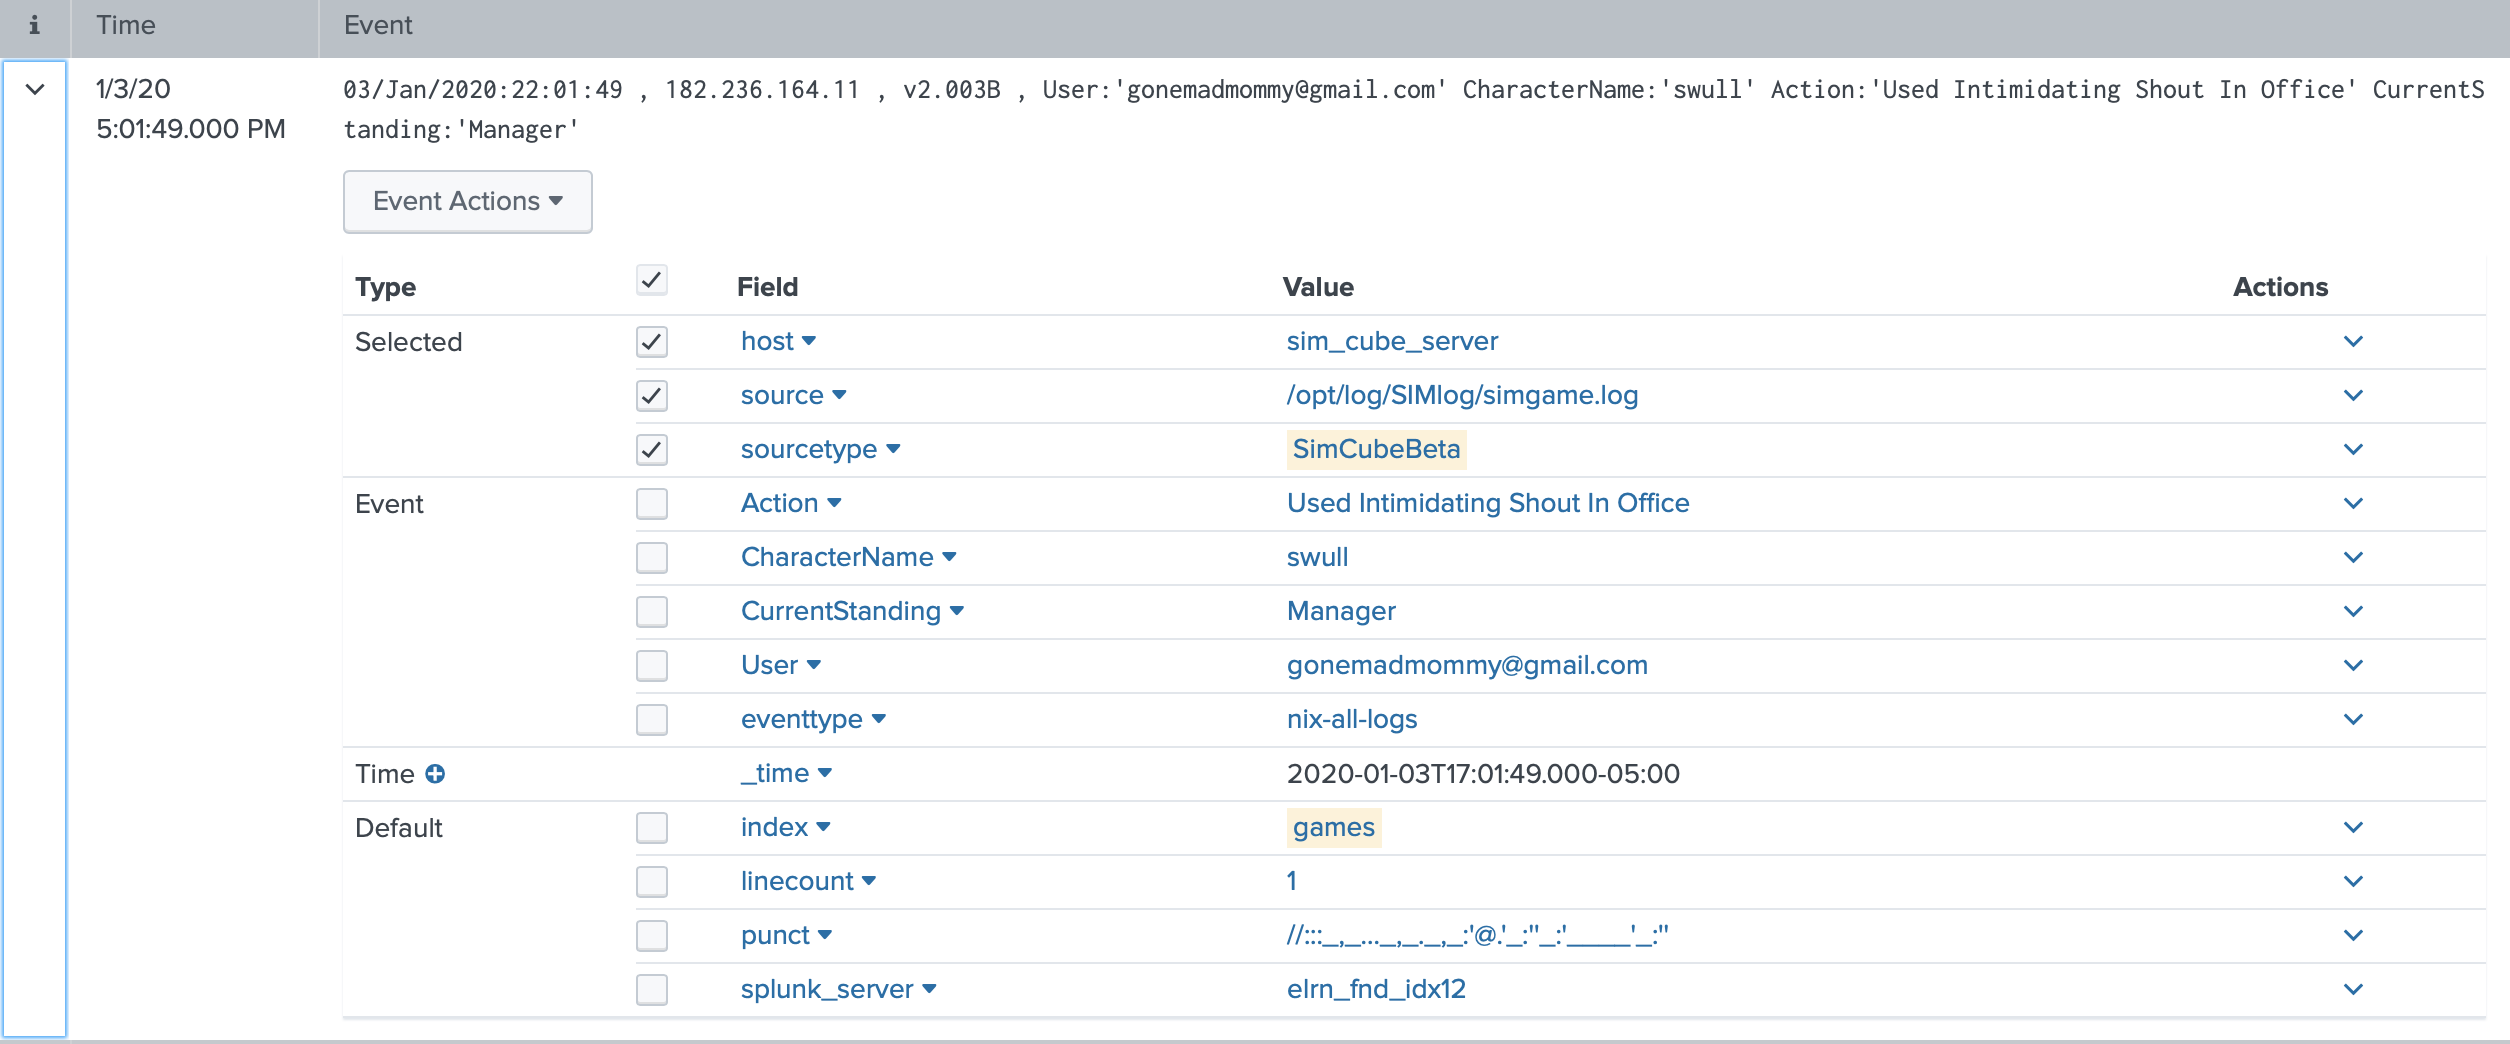 i Time Event
1/3/20 03/Jan/2020:22:01:49 , 182.236.164.11 , v2.003B , User:'gonemadmommy@gmail.com' CharacterName:'swull' Action:'Used Intimidating Shout In Office' CurrentS
5:01:49.000 PM tanding:'Manager'
Event Actions
Type Field Value Actions
Selected host sim_cube_server
source /opt/log/SIMlog/simgame.log
sourcetype SimCubeBeta
Event Action Used Intimidating Shout In Office
CharacterName swull
CurrentStanding Manager
User gonemadmommy@gmail.com
eventtype nix-all-logs
Time _time 2020-01-03T17:01:49.000-05:00
Default index games
linecount 1
punct //:::_,_..._,_._,_:'@.'_:''_:'____'_:''
splunk_server elrn_fnd_idx12